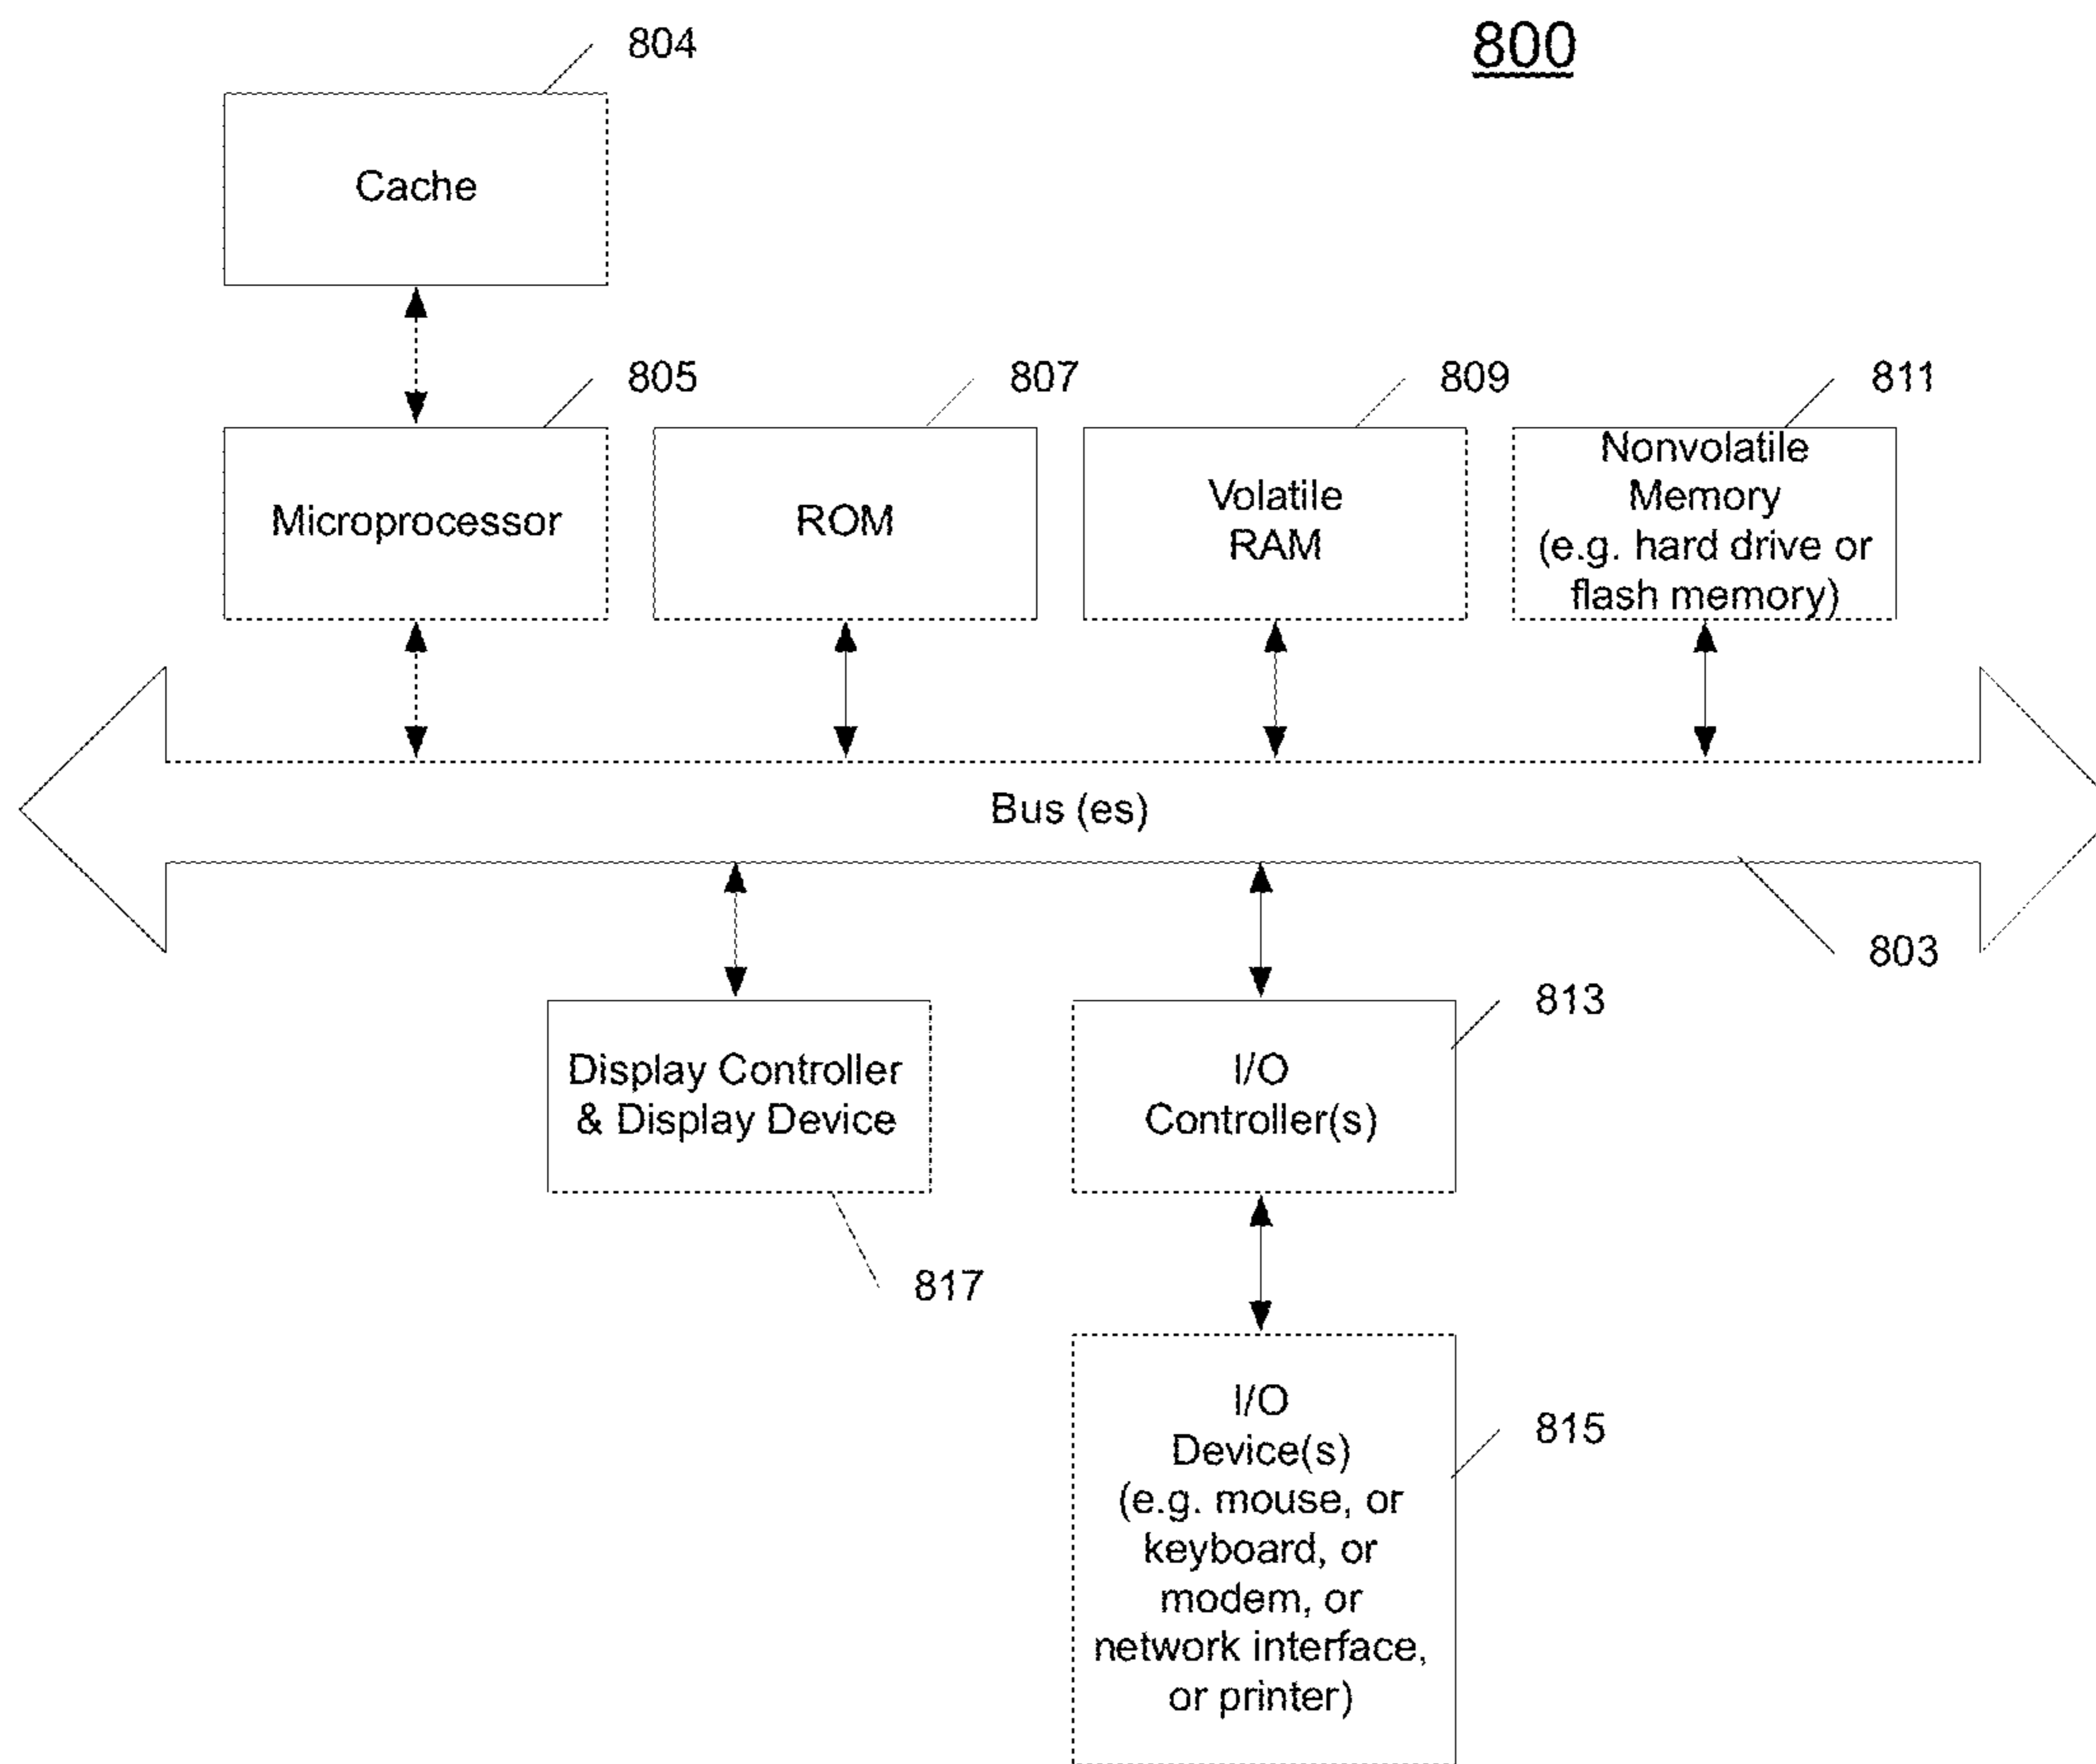 804
800
Cache
805
807
809
811
Microprocessor
ROM
Volatile
RAM
Nonvolatile
Memory
(e.g. hard drive or
flash memory)
Bus (es)
803
813
Display Controller
& Display Device
I/O
Controller(s)
817
815
I/O
Device(s)
(e.g. mouse, or
keyboard, or
modem, or
network interface,
or printer)